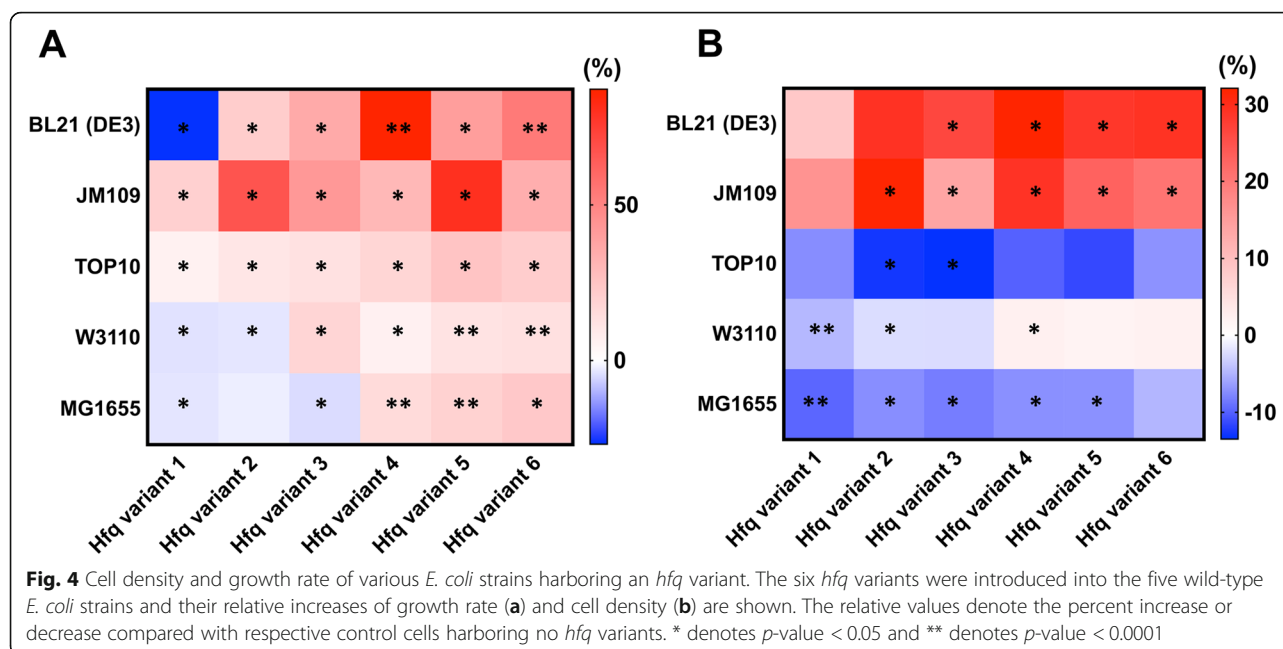 A
B
(%)
(%)
BL21 (DE3) * * * ** * **
JM109 * * * * * *
TOP10 * * * * * *
W3110 * * * * ** **
MG1655 * * ** ** *
50
0
Hfq variant 1
Hfq variant 2
Hfq variant 3
Hfq variant 4
Hfq variant 5
Hfq variant 6
BL21 (DE3) * * * *
JM109 * * * * *
TOP10 * *
W3110 ** * *
MG1655 ** * * * *
30
20
10
0
-10
Hfq variant 1
Hfq variant 2
Hfq variant 3
Hfq variant 4
Hfq variant 5
Hfq variant 6
Fig. 4 Cell density and growth rate of various E. coli strains harboring an hfq variant. The six hfq variants were introduced into the five wild-type
E. coli strains and their relative increases of growth rate (a) and cell density (b) are shown. The relative values denote the percent increase or
decrease compared with respective control cells harboring no hfq variants. * denotes p-value < 0.05 and ** denotes p-value < 0.0001